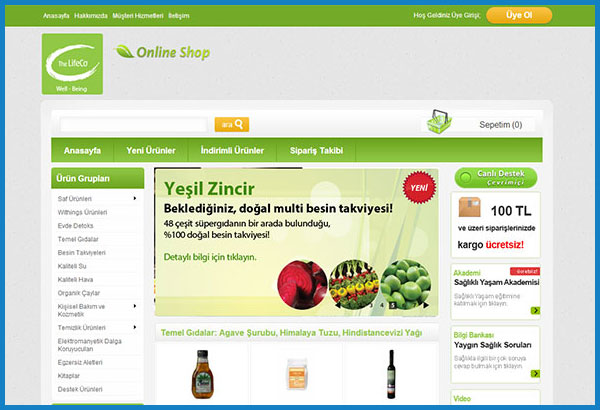 Anasayfa Hakkımızda Müşteri Hizmetleri İletişim
Hoş Geldiniz Üye Girişi;
Üye Ol
The LifeCo
Well - Being
Online Shop
ara
Sepetim (0)
Anasayfa Yeni Ürünler İndirimli Ürünler Sipariş Takibi
Ürün Grupları
Saf Ürünleri
Withings Ürünleri
Evde Detoks
Temel Gıdalar
Besin Takviyeleri
Kaliteli Su
Kaliteli Hava
Organik Çaylar
Kişisel Bakım ve
Kozmetik
Temizlik Ürünleri
Elektromanyetik Dalga
Koruyucuları
Egzersiz Aletleri
Kitaplar
Destek Ürünleri
Yeşil Zincir
YENİ
Beklediğiniz, doğal multi besin takviyesi!
48 çeşit süpergıdanın bir arada bulunduğu,
%100 doğal besin takviyesi!
Detaylı bilgi için tıklayın.
4 5
Temel Gıdalar: Agave Şurubu, Himalaya Tuzu, Hindistancevizi Yağı
Canlı Destek
Çevrimiçi
100 TL
ve üzeri siparişlerinizde
kargo ücretsiz!
Akademi
Ücretsiz!
Sağlıklı Yaşam Akademisi
Sağlıklı Yaşam eğitimine
katılmak için tıklayın.
Bilgi Bankası
Yaygın Sağlık Soruları
Sağlıkla ilgili bir çok soruya
cevap bulmak için tıklayın.
Video